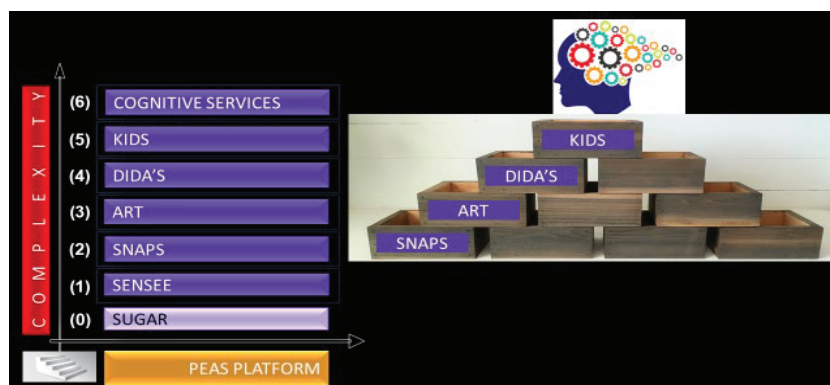 COMPLEXITY
(6) COGNITIVE SERVICES
(5) KIDS
(4) DIDA'S
(3) ART
(2) SNAPS
(1) SENSEE
(0) SUGAR
PEAS PLATFORM
KIDS
DIDA'S
ART
SNAPS